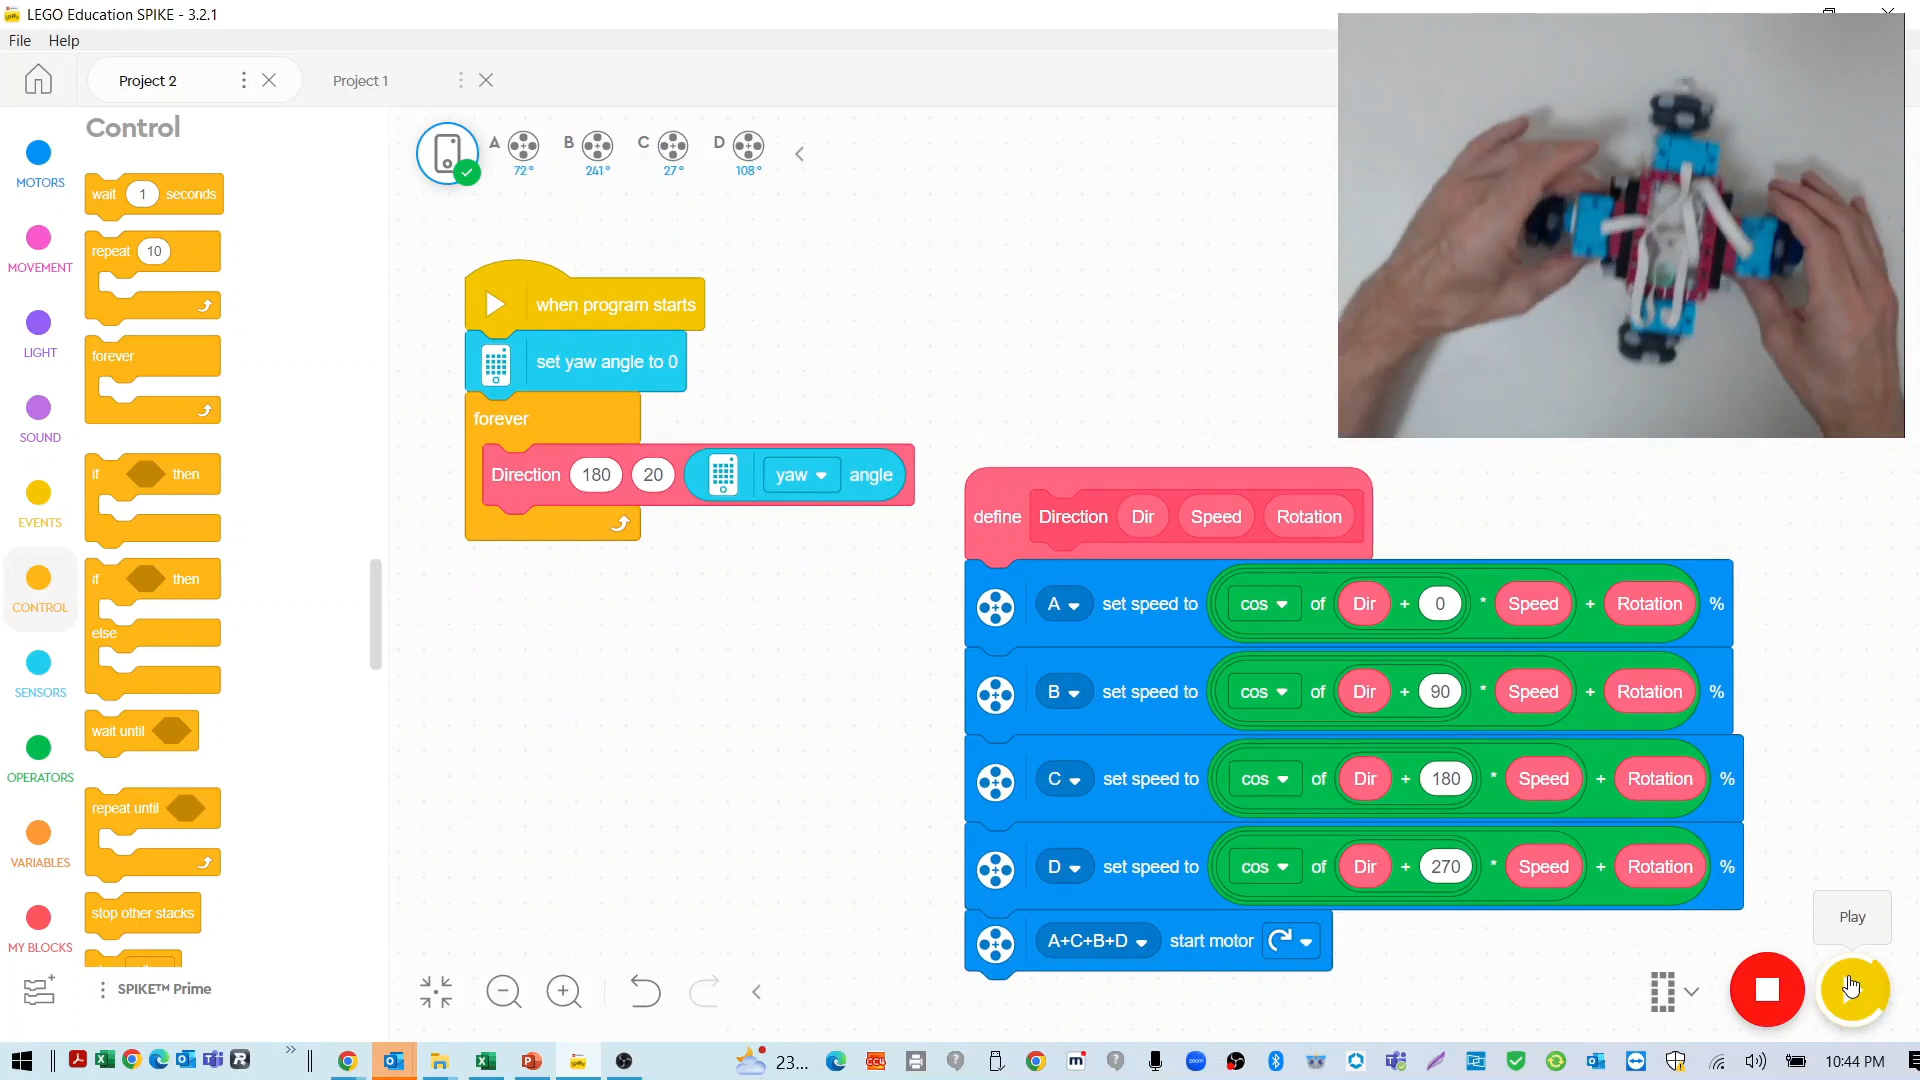 LEGO Education SPIKE - 3.2.1
File Help
Project 2
Project 1
Control
MOTORS
MOVEMENT
LIGHT
SOUND
EVENTS
CONTROL
SENSORS
OPERATORS
VARIABLES
MY BLOCKS
wait 1 seconds
repeat 10
forever
if then
if then
else
wait until
repeat until
stop other stacks
SPIKE™ Prime
A 72° B 241° C 27° D 108°
when program starts
set yaw angle to 0
forever
Direction 180 20 yaw angle
define Direction Dir Speed Rotation
A set speed to cos of Dir + 0 * Speed + Rotation %
B set speed to cos of Dir + 90 * Speed + Rotation %
C set speed to cos of Dir + 180 * Speed + Rotation %
D set speed to cos of Dir + 270 * Speed + Rotation %
A+C+B+D start motor
Play
23... 10:44 PM